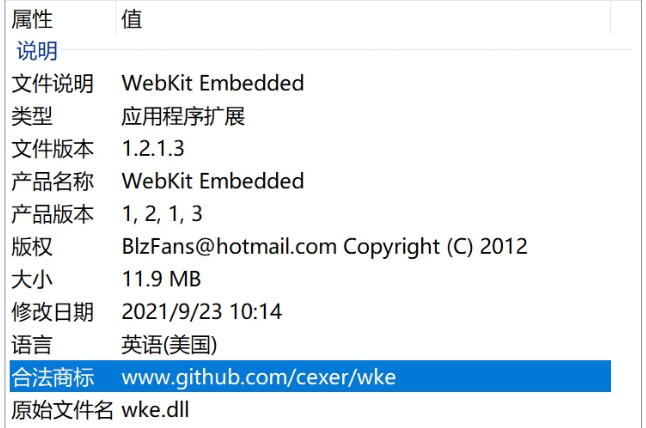 属性 值
说明
文件说明 WebKit Embedded
类型 应用程序扩展
文件版本 1.2.1.3
产品名称 WebKit Embedded
产品版本 1, 2, 1, 3
版权 BlzFans@hotmail.com Copyright (C) 2012
大小 11.9 MB
修改日期 2021/9/23 10:14
语言 英语(美国)
合法商标 www.github.com/cexer/wke
原始文件名 wke.dll